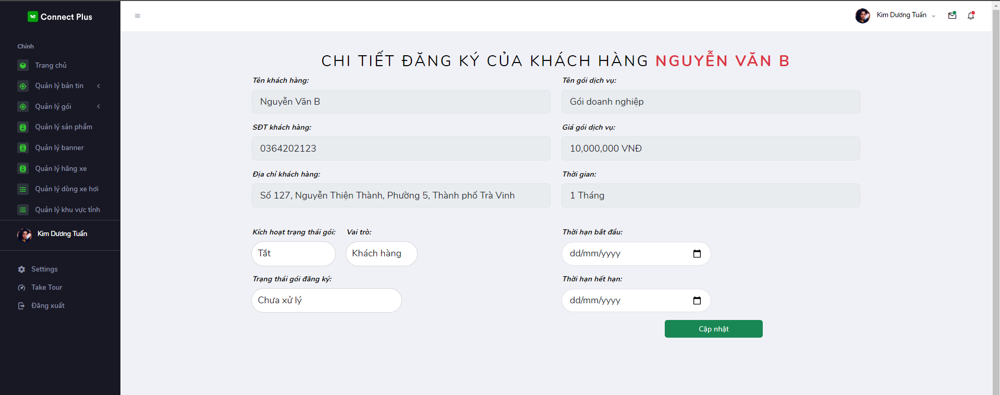 Connect Plus
Kim Dương Tuấn
Chính
Trang chủ
Quản lý bản tin
Quản lý gói
Quản lý sản phẩm
Quản lý banner
Quản lý hãng xe
Quản lý dòng xe hơi
Quản lý khu vực tỉnh
Kim Dương Tuấn
Settings
Take Tour
Đăng xuất
CHI TIẾT ĐĂNG KÝ CỦA KHÁCH HÀNG NGUYỄN VĂN B
Tên khách hàng:
Nguyễn Văn B
Tên gói dịch vụ:
Gói doanh nghiệp
SĐT khách hàng:
0364202123
Giá gói dịch vụ:
10,000,000 VNĐ
Địa chỉ khách hàng:
Số 127, Nguyễn Thiện Thành, Phường 5, Thành phố Trà Vinh
Thời gian:
1 Tháng
Kích hoạt trạng thái gói:
Tắt
Vai trò:
Khách hàng
Thời hạn bắt đầu:
dd/mm/yyyy
Trạng thái gói đăng ký:
Chưa xử lý
Thời hạn hết hạn:
dd/mm/yyyy
Cập nhật